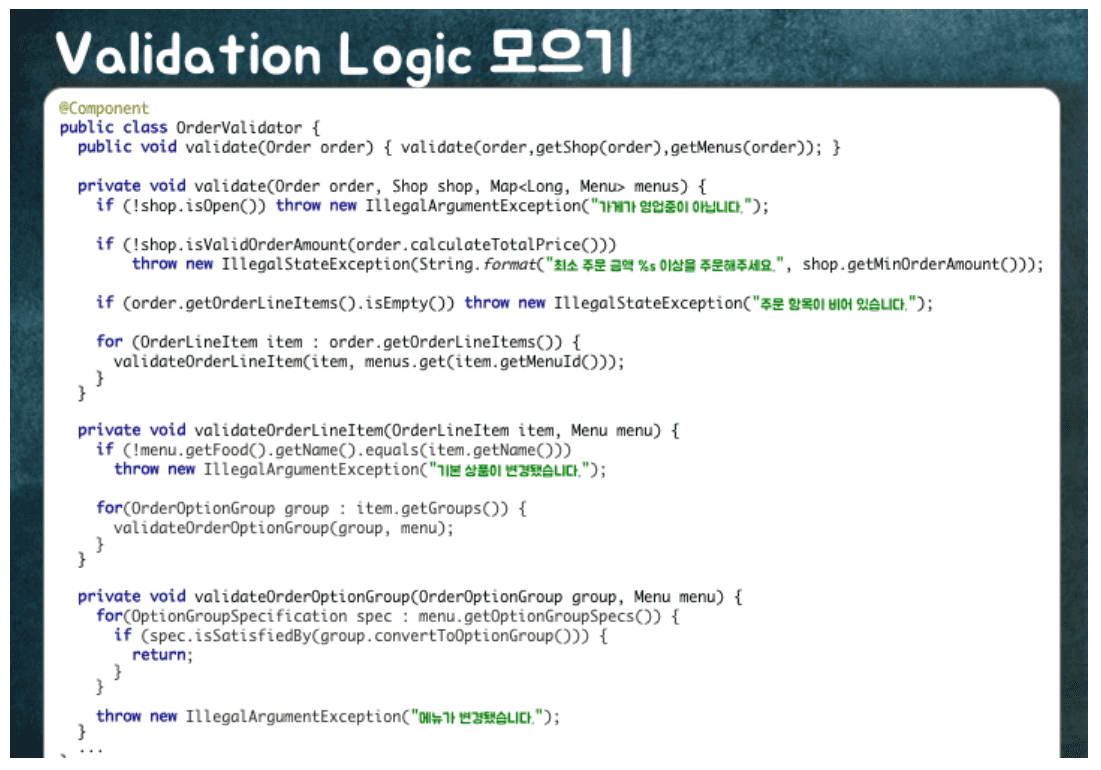 Validation Logic 모으기
@Component
public class OrderValidator {
public void validate(Order order) { validate(order,getShop(order),getMenus(order)); }
private void validate(Order order, Shop shop, Map<Long, Menu> menus) {
if (!shop.isOpen()) throw new IllegalArgumentException("가게가 영업중이 아닙니다.");
if (!shop.isValidOrderAmount(order.calculateTotalPrice()))
throw new IllegalStateException(String.format("최소 주문 금액 %s 이상을 주문해주세요.", shop.getMinOrderAmount()));
if (order.getOrderLineItems().isEmpty()) throw new IllegalStateException("주문 항목이 비어 있습니다.");
for (OrderLineItem item : order.getOrderLineItems()) {
validateOrderLineItem(item, menus.get(item.getMenuId()));
}
}
private void validateOrderLineItem(OrderLineItem item, Menu menu) {
if (!menu.getFood().getName().equals(item.getName()))
throw new IllegalArgumentException("기본 상품이 변경됐습니다.");
for(OrderOptionGroup group : item.getGroups()) {
validateOrderOptionGroup(group, menu);
}
}
private void validateOrderOptionGroup(OrderOptionGroup group, Menu menu) {
for(OptionGroupSpecification spec : menu.getOptionGroupSpecs()) {
if (spec.isSatisfiedBy(group.convertToOptionGroup())) {
return;
}
}
throw new IllegalArgumentException("메뉴가 변경됐습니다.");
}
...